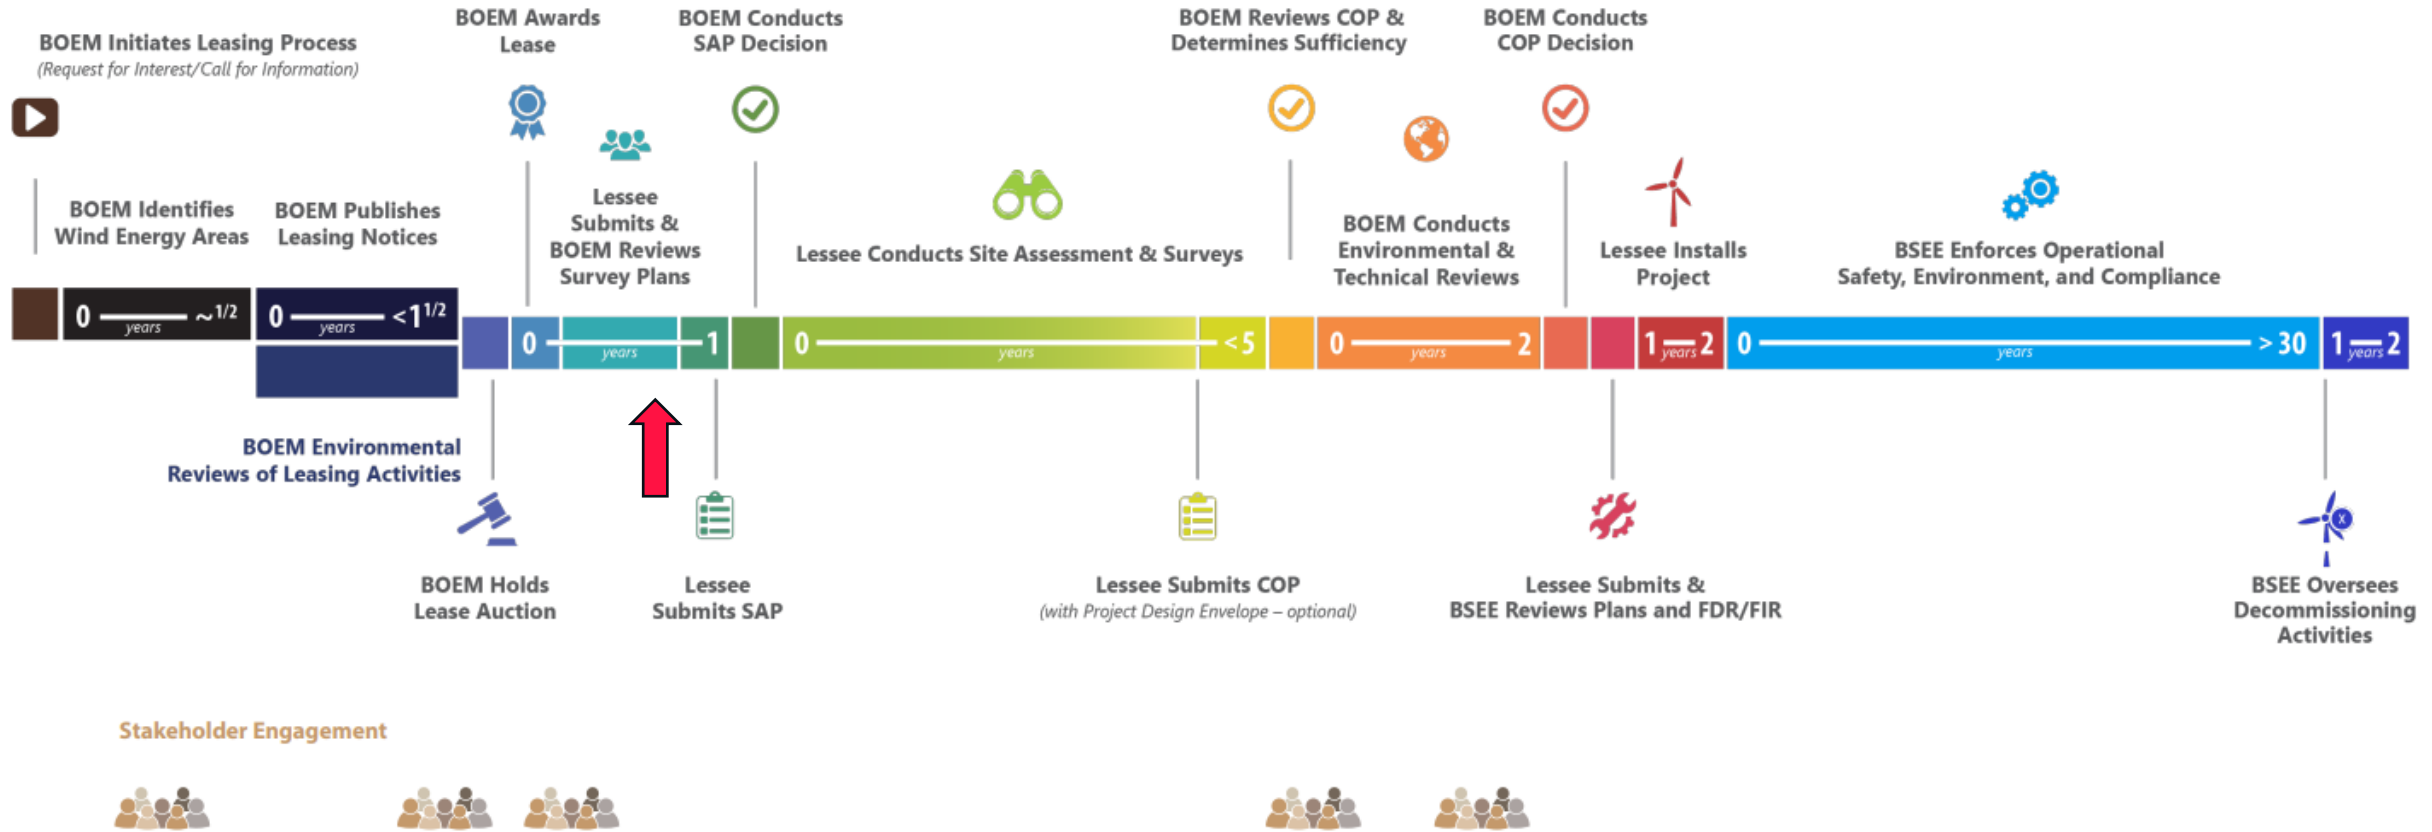 BOEM Initiates Leasing Process
(Request for Interest/Call for Information)
BOEM Awards
Lease
BOEM Conducts
SAP Decision
BOEM Reviews COP &
Determines Sufficiency
BOEM Conducts
COP Decision
BOEM Identifies
Wind Energy Areas
BOEM Publishes
Leasing Notices
Lessee
Submits &
BOEM Reviews
Survey Plans
Lessee Conducts Site Assessment & Surveys
BOEM Conducts
Environmental &
Technical Reviews
Lessee Installs
Project
BSEE Enforces Operational
Safety, Environment, and Compliance
0 years ~1/2
0 years <1 1/2
0 years 1
0 years <5
0 years 2
1 years 2
0 years >30
1 years 2
BOEM Environmental
Reviews of Leasing Activities
BOEM Holds
Lease Auction
Lessee
Submits SAP
Lessee Submits COP
(with Project Design Envelope – optional)
Lessee Submits &
BSEE Reviews Plans and FDR/FIR
X
BSEE Oversees
Decommissioning
Activities
Stakeholder Engagement